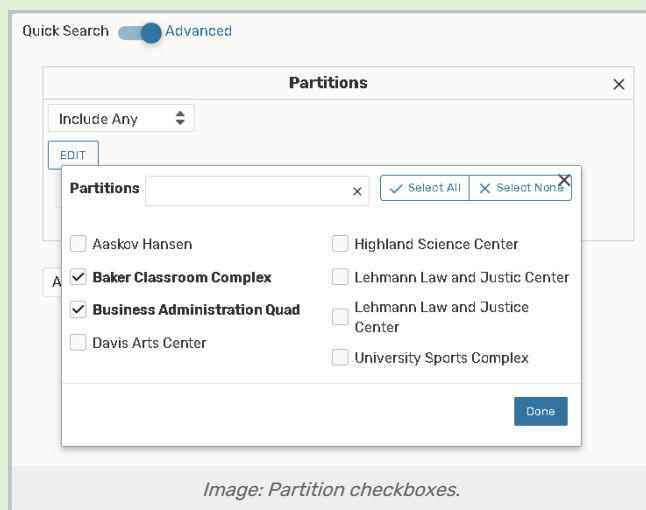 Quick Search Advanced
Partitions
Include Any
EDIT
Partitions
Select All
Select None
Aaskov Hansen
Baker Classroom Complex
Business Administration Quad
Davis Arts Center
Highland Science Center
Lehmann Law and Justic Center
Lehmann Law and Justice
Center
University Sports Complex
Done
Image: Partition checkboxes.